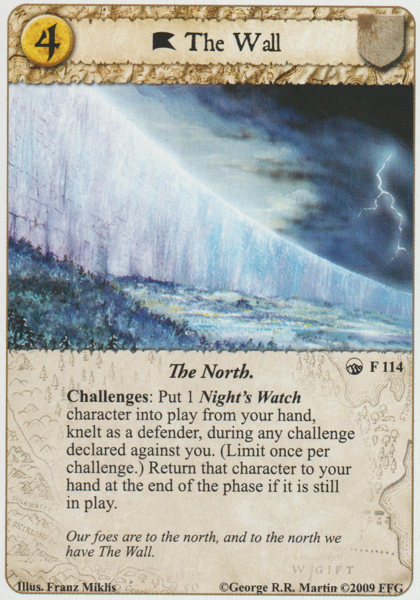 4
The Wall
The North.
F 114
Challenges: Put 1 Night's Watch
character into play from your hand,
knelt as a defender, during any challenge
declared against you. (Limit once per
challenge.) Return that character to your
hand at the end of the phase if it is still
in play.
Our foes are to the north, and to the north we
have The Wall.
W GIFT
Illus. Franz Miklis
©George R.R. Martin ©2009 FFG